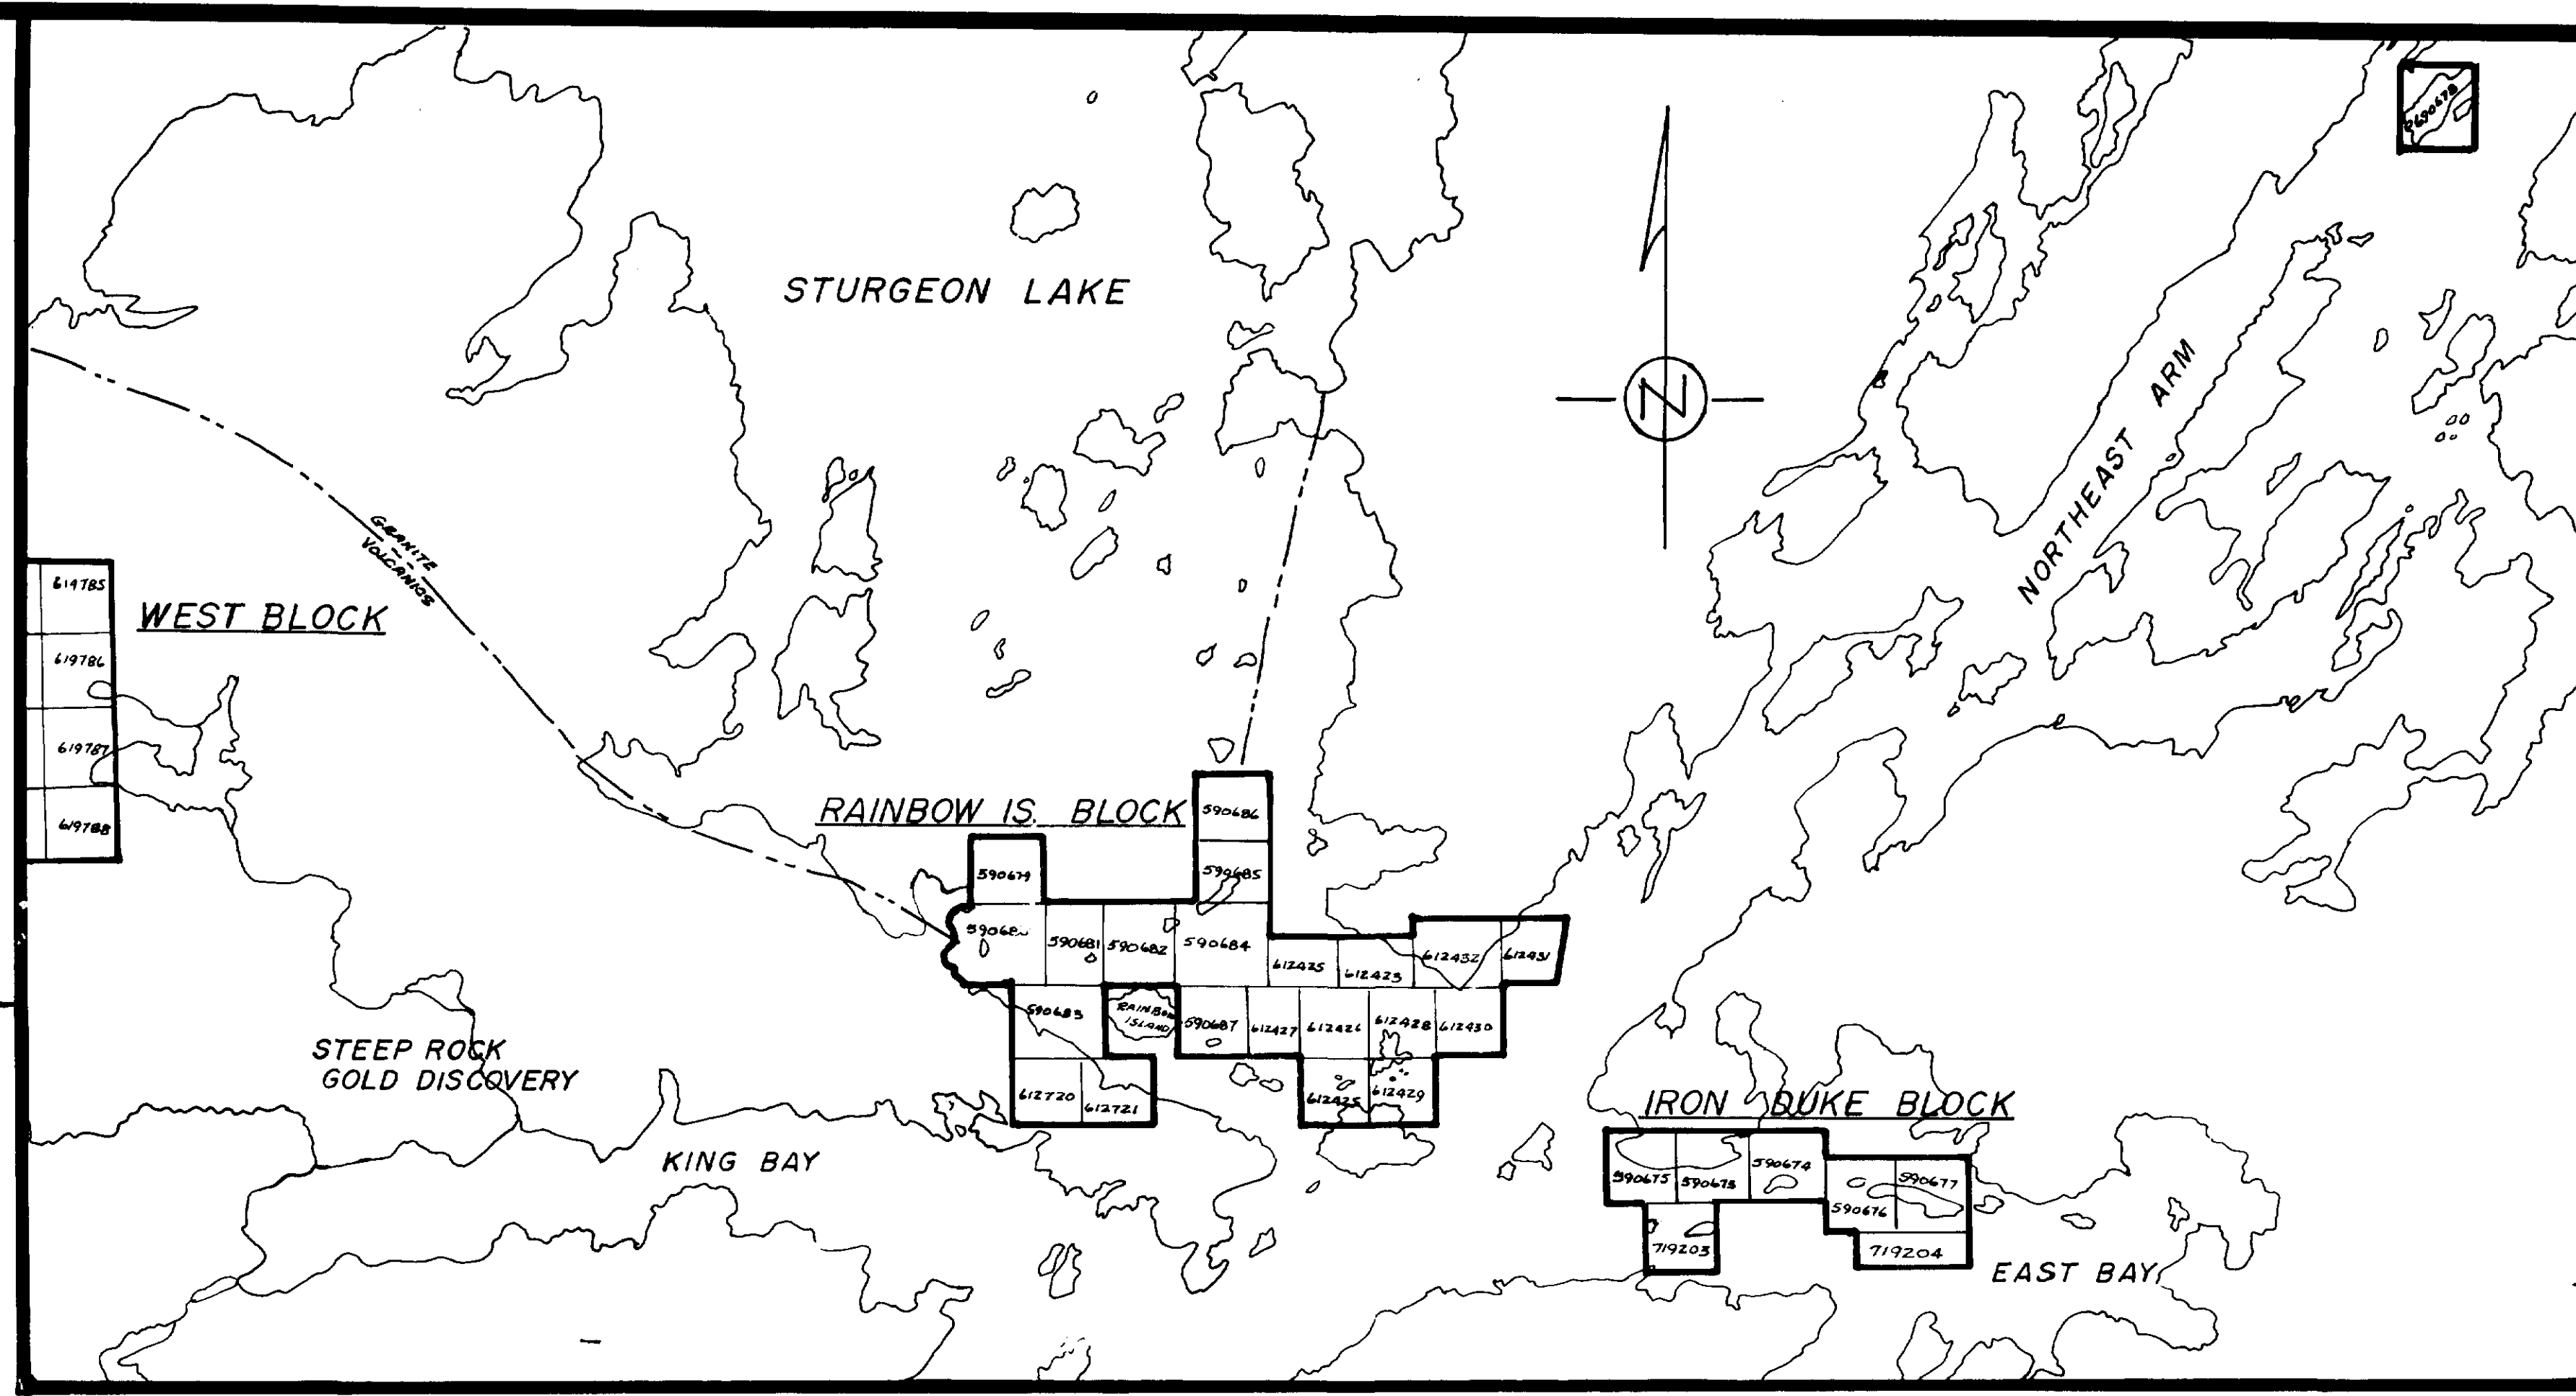 STURGEON LAKE
N
NORTHEAST ARM
GRANITE
VOLCANICS
619785
619786
619787
619788
WEST BLOCK
RAINBOW IS. BLOCK
590686
590685
590679
590681
590682
590684
612425
612423
612432
612431
590683
RAINBOW
ISLAND
590687
612427
612426
612428
612430
612720
612721
612425
612429
STEEP ROCK
GOLD DISCOVERY
KING BAY
IRON DUKE BLOCK
590675
590673
590674
590676
590677
719203
719204
EAST BAY